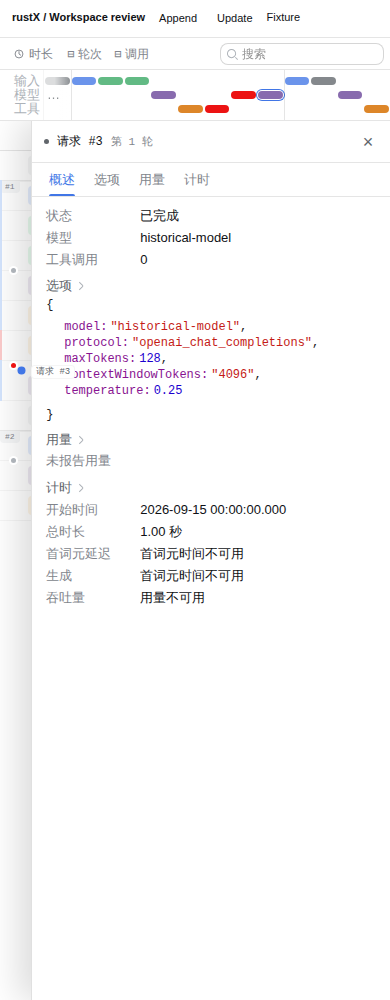 rustX / Workspace review Append Update Fixture
时长 轮次 调用 搜索
输入
模型 ...
工具
请求 #3 第 1 轮 ×
概述 选项 用量 计时
#1
状态 已完成
模型 historical-model
工具调用 0
选项
{
model: "historical-model",
protocol: "openai_chat_completions",
maxTokens: 128,
请求 #3 ontextWindowTokens: "4096",
temperature: 0.25
}
#2
用量
未报告用量
计时
开始时间 2026-09-15 00:00:00.000
总时长 1.00 秒
首词元延迟 首词元时间不可用
生成 首词元时间不可用
吞吐量 用量不可用